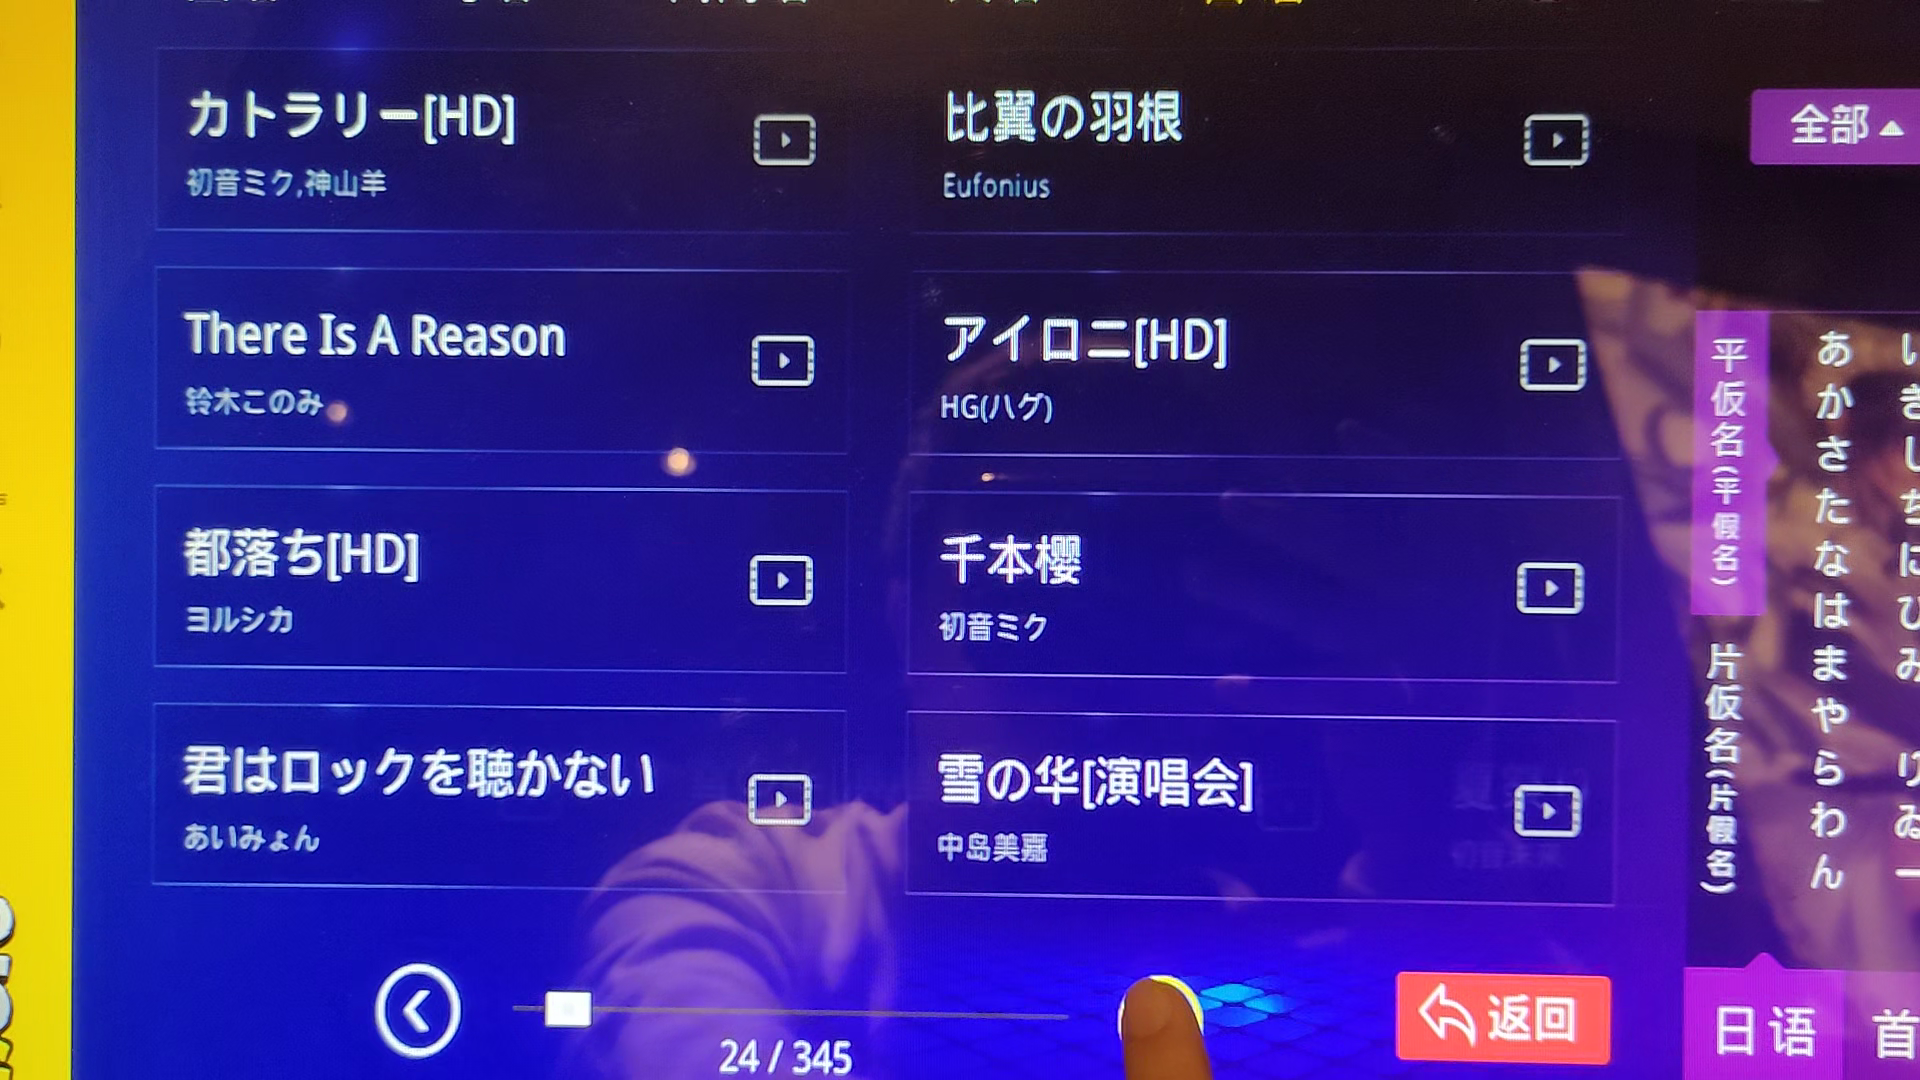 カトラリー[HD]
初音ミク,神山羊
比翼の羽根
Eufonius
全部▲
There Is A Reason
铃木このみ
アイロニ[HD]
HG(ハグ)
都落ち[HD]
ヨルシカ
千本樱
初音ミク
君はロックを聴かない
あいみょん
雪の华[演唱会]
中岛美嘉
平仮名(平假名)
片仮名(片假名)
あかさたなはまやらわん
24 / 345
返回
日语
首